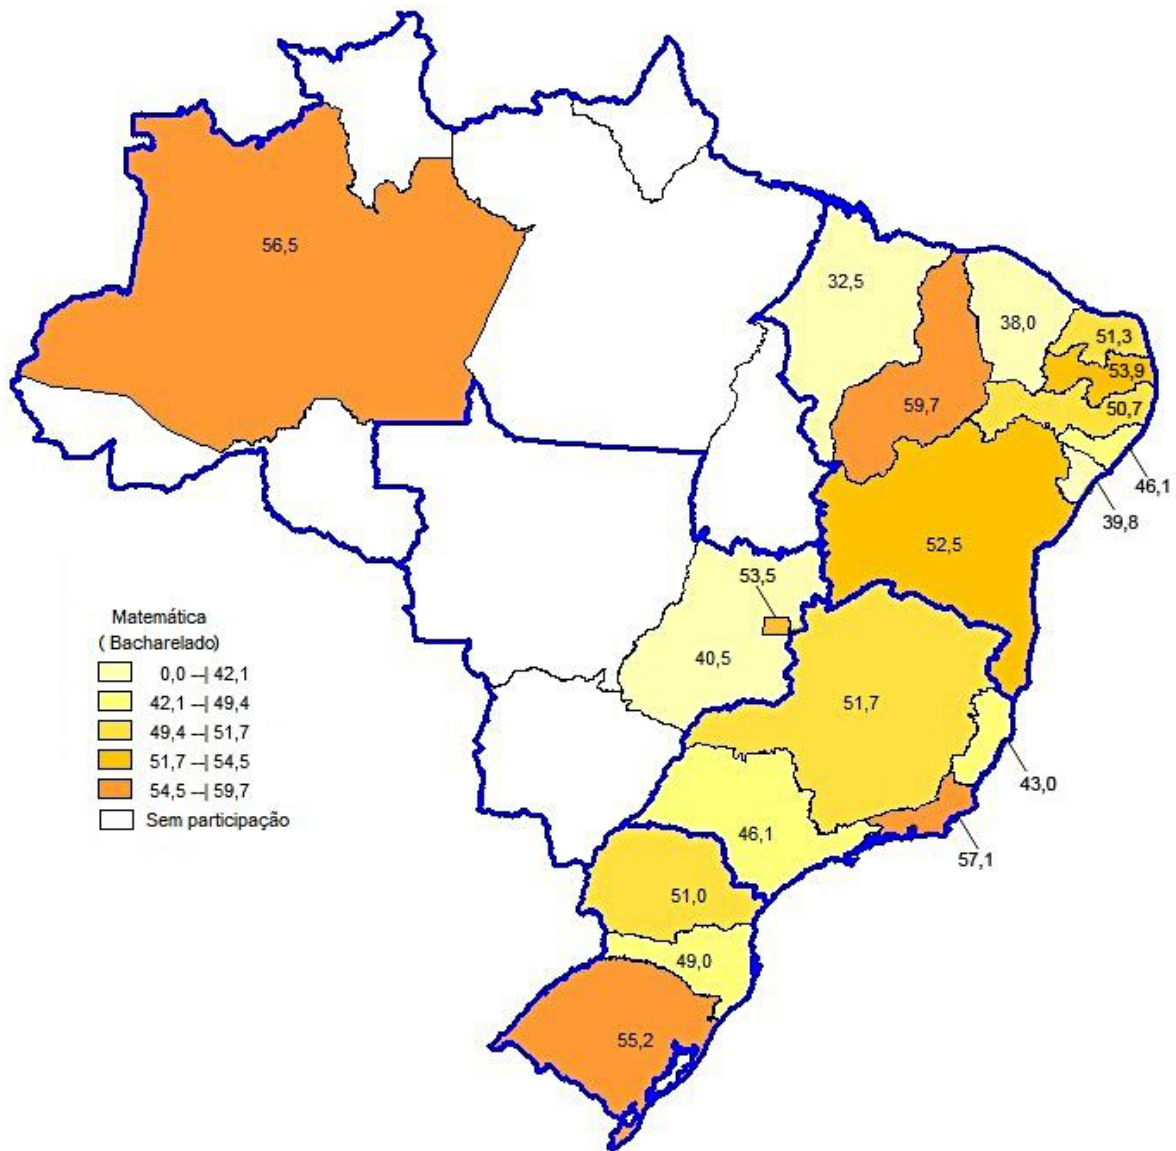 56,5
32,5
38,0
51,3
53,9
59,7
50,7
46,1
39,8
52,5
53,5
40,5
51,7
43,0
46,1
57,1
51,0
49,0
55,2
Matemática
( Bacharelado)
0,0 --| 42,1
42,1 --| 49,4
49,4 --| 51,7
51,7 --| 54,5
54,5 --| 59,7
Sem participação